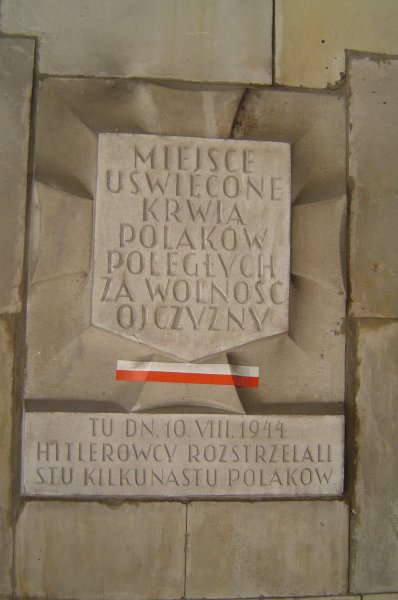 MIEJSCE
UŚWIĘCONE
KRWIĄ
POLAKÓW
POLEGŁYCH
ZA WOLNOŚĆ
OJCZYZNY
TU DN. 10. VIII. 1944
HITLEROWCY ROZSTRZELALI
STU KILKUNASTU POLAKÓW